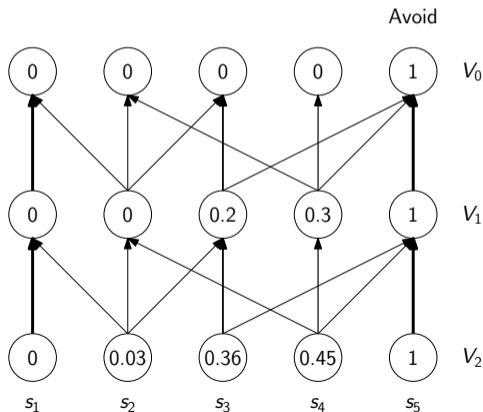 Avoid
0 0 0 0 1 V₀
0 0 0.2 0.3 1 V₁
0 0.03 0.36 0.45 1 V₂
s₁ s₂ s₃ s₄ s₅